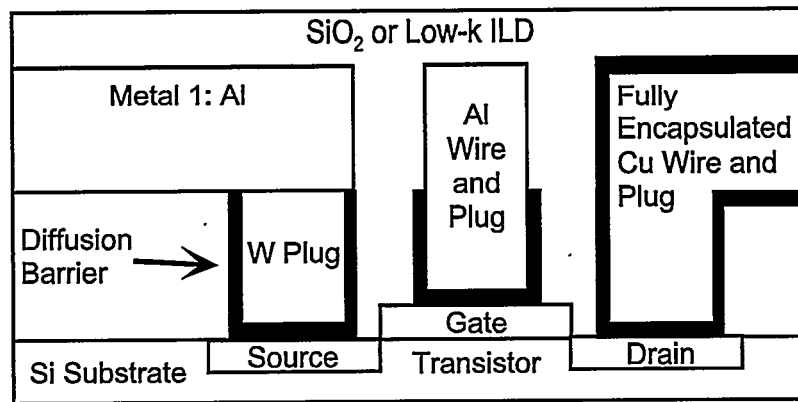 SiO₂ or Low-k ILD
Metal 1: Al
Al
Wire
and
Plug
Fully
Encapsulated
Cu Wire and
Plug
Diffusion
Barrier
W Plug
Gate
Source
Transistor
Drain
Si Substrate